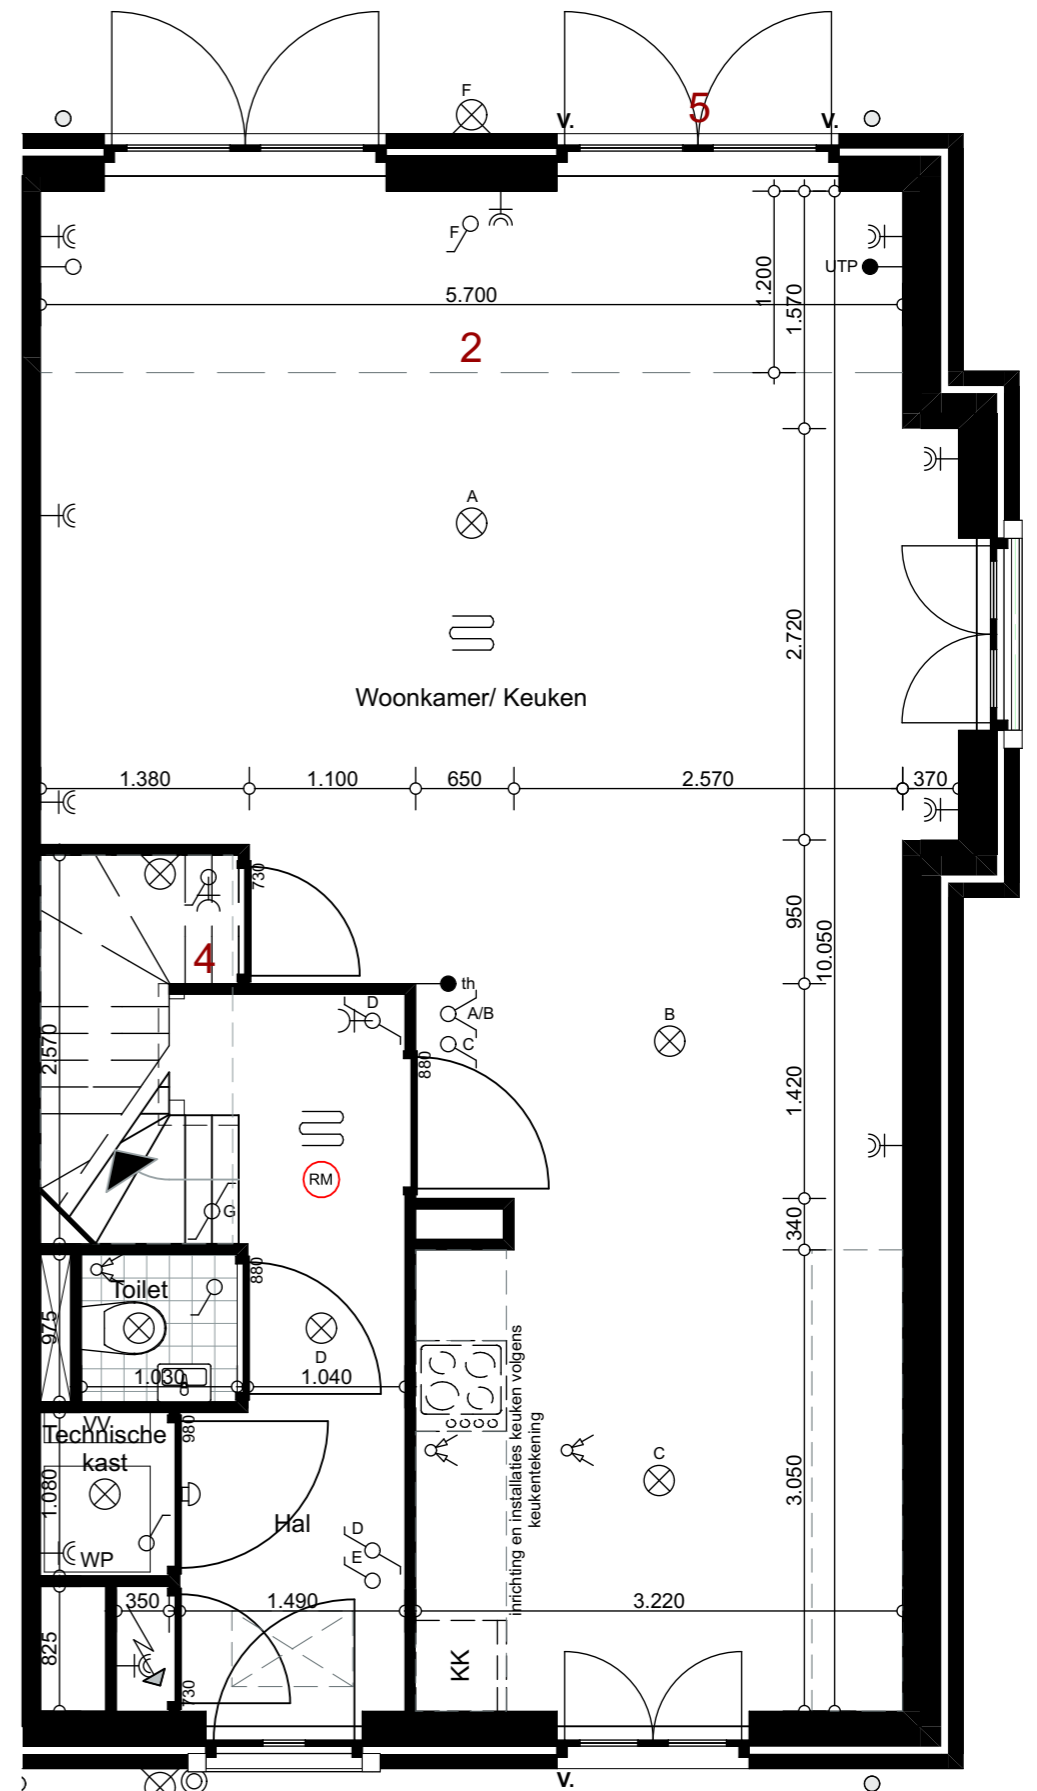 F
V.
5
V.
F
UTP
1.200
1.570
5.700
2
A
2.720
Woonkamer/ Keuken
1.380
1.100
650
2.570
370
730
950
10.050
4
th
D
A/B
B
C
2.570
880
1.420
RM
G
340
880
Toilet
975
D
1.030
1.040
inrichting en installaties keuken volgens
keukentekening
VV
Technische
kast
980
C
1.080
3.050
Hal
D
E
WP
350
1.490
3.220
825
KK
730
V.